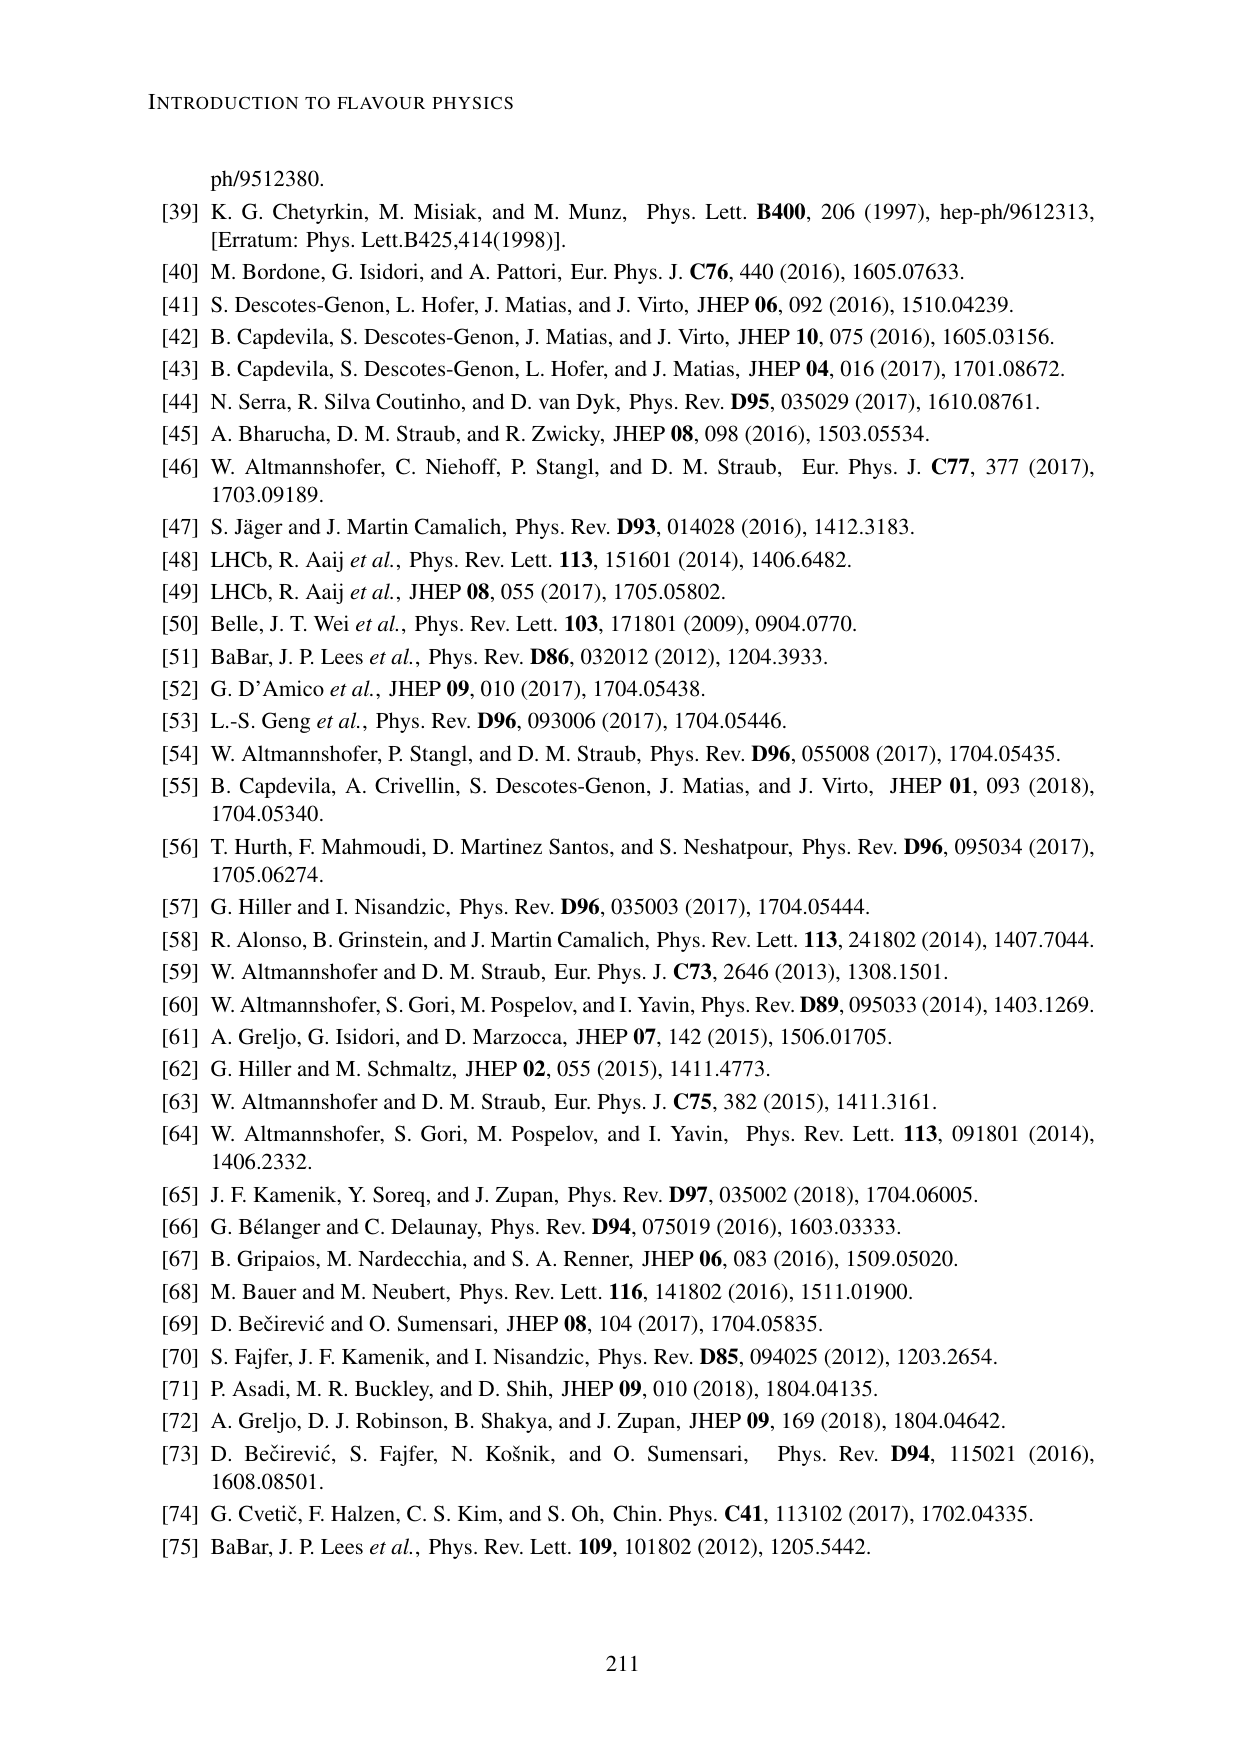 INTRODUCTION TO FLAVOUR PHYSICS
ph/9512380.
[39] K. G. Chetyrkin, M. Misiak, and M. Munz, Phys. Lett. B400, 206 (1997), hep-ph/9612313,
[Erratum: Phys. Lett.B425,414(1998)].
[40] M. Bordone, G. Isidori, and A. Pattori, Eur. Phys. J. C76, 440 (2016), 1605.07633.
[41] S. Descotes-Genon, L. Hofer, J. Matias, and J. Virto, JHEP 06, 092 (2016), 1510.04239.
[42] B. Capdevila, S. Descotes-Genon, J. Matias, and J. Virto, JHEP 10, 075 (2016), 1605.03156.
[43] B. Capdevila, S. Descotes-Genon, L. Hofer, and J. Matias, JHEP 04, 016 (2017), 1701.08672.
[44] N. Serra, R. Silva Coutinho, and D. van Dyk, Phys. Rev. D95, 035029 (2017), 1610.08761.
[45] A. Bharucha, D. M. Straub, and R. Zwicky, JHEP 08, 098 (2016), 1503.05534.
[46] W. Altmannshofer, C. Niehoff, P. Stangl, and D. M. Straub, Eur. Phys. J. C77, 377 (2017),
1703.09189.
[47] S. Jäger and J. Martin Camalich, Phys. Rev. D93, 014028 (2016), 1412.3183.
[48] LHCb, R. Aaij et al., Phys. Rev. Lett. 113, 151601 (2014), 1406.6482.
[49] LHCb, R. Aaij et al., JHEP 08, 055 (2017), 1705.05802.
[50] Belle, J. T. Wei et al., Phys. Rev. Lett. 103, 171801 (2009), 0904.0770.
[51] BaBar, J. P. Lees et al., Phys. Rev. D86, 032012 (2012), 1204.3933.
[52] G. D'Amico et al., JHEP 09, 010 (2017), 1704.05438.
[53] L.-S. Geng et al., Phys. Rev. D96, 093006 (2017), 1704.05446.
[54] W. Altmannshofer, P. Stangl, and D. M. Straub, Phys. Rev. D96, 055008 (2017), 1704.05435.
[55] B. Capdevila, A. Crivellin, S. Descotes-Genon, J. Matias, and J. Virto, JHEP 01, 093 (2018),
1704.05340.
[56] T. Hurth, F. Mahmoudi, D. Martinez Santos, and S. Neshatpour, Phys. Rev. D96, 095034 (2017),
1705.06274.
[57] G. Hiller and I. Nisandzic, Phys. Rev. D96, 035003 (2017), 1704.05444.
[58] R. Alonso, B. Grinstein, and J. Martin Camalich, Phys. Rev. Lett. 113, 241802 (2014), 1407.7044.
[59] W. Altmannshofer and D. M. Straub, Eur. Phys. J. C73, 2646 (2013), 1308.1501.
[60] W. Altmannshofer, S. Gori, M. Pospelov, and I. Yavin, Phys. Rev. D89, 095033 (2014), 1403.1269.
[61] A. Greljo, G. Isidori, and D. Marzocca, JHEP 07, 142 (2015), 1506.01705.
[62] G. Hiller and M. Schmaltz, JHEP 02, 055 (2015), 1411.4773.
[63] W. Altmannshofer and D. M. Straub, Eur. Phys. J. C75, 382 (2015), 1411.3161.
[64] W. Altmannshofer, S. Gori, M. Pospelov, and I. Yavin, Phys. Rev. Lett. 113, 091801 (2014),
1406.2332.
[65] J. F. Kamenik, Y. Soreq, and J. Zupan, Phys. Rev. D97, 035002 (2018), 1704.06005.
[66] G. Bélanger and C. Delaunay, Phys. Rev. D94, 075019 (2016), 1603.03333.
[67] B. Gripaios, M. Nardecchia, and S. A. Renner, JHEP 06, 083 (2016), 1509.05020.
[68] M. Bauer and M. Neubert, Phys. Rev. Lett. 116, 141802 (2016), 1511.01900.
[69] D. Bečirević and O. Sumensari, JHEP 08, 104 (2017), 1704.05835.
[70] S. Fajfer, J. F. Kamenik, and I. Nisandzic, Phys. Rev. D85, 094025 (2012), 1203.2654.
[71] P. Asadi, M. R. Buckley, and D. Shih, JHEP 09, 010 (2018), 1804.04135.
[72] A. Greljo, D. J. Robinson, B. Shakya, and J. Zupan, JHEP 09, 169 (2018), 1804.04642.
[73] D. Bečirević, S. Fajfer, N. Košnik, and O. Sumensari, Phys. Rev. D94, 115021 (2016),
1608.08501.
[74] G. Cvetič, F. Halzen, C. S. Kim, and S. Oh, Chin. Phys. C41, 113102 (2017), 1702.04335.
[75] BaBar, J. P. Lees et al., Phys. Rev. Lett. 109, 101802 (2012), 1205.5442.
211